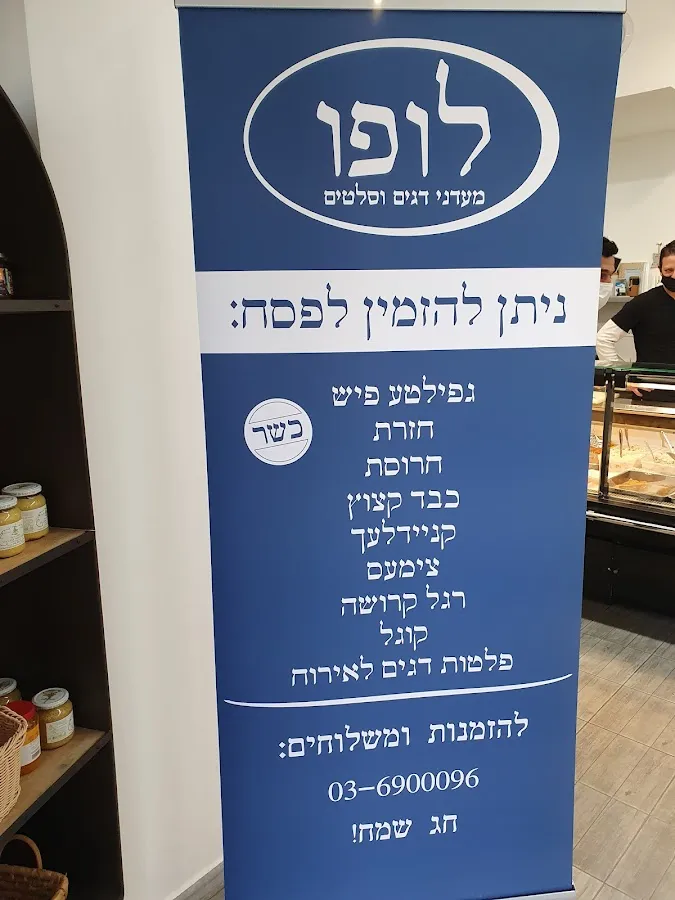 לופו
מעדני דגים וסלטים
ניתן להזמין לפסח:
גפילטע פיש
חזרת
חרוסת
כבד קצוץ
קניידלעך
צימעס
רגל קרושה
קוגל
פלטות דגים לאירוח
כשר
להזמנות ומשלוחים:
03-6900096
חג שמח!